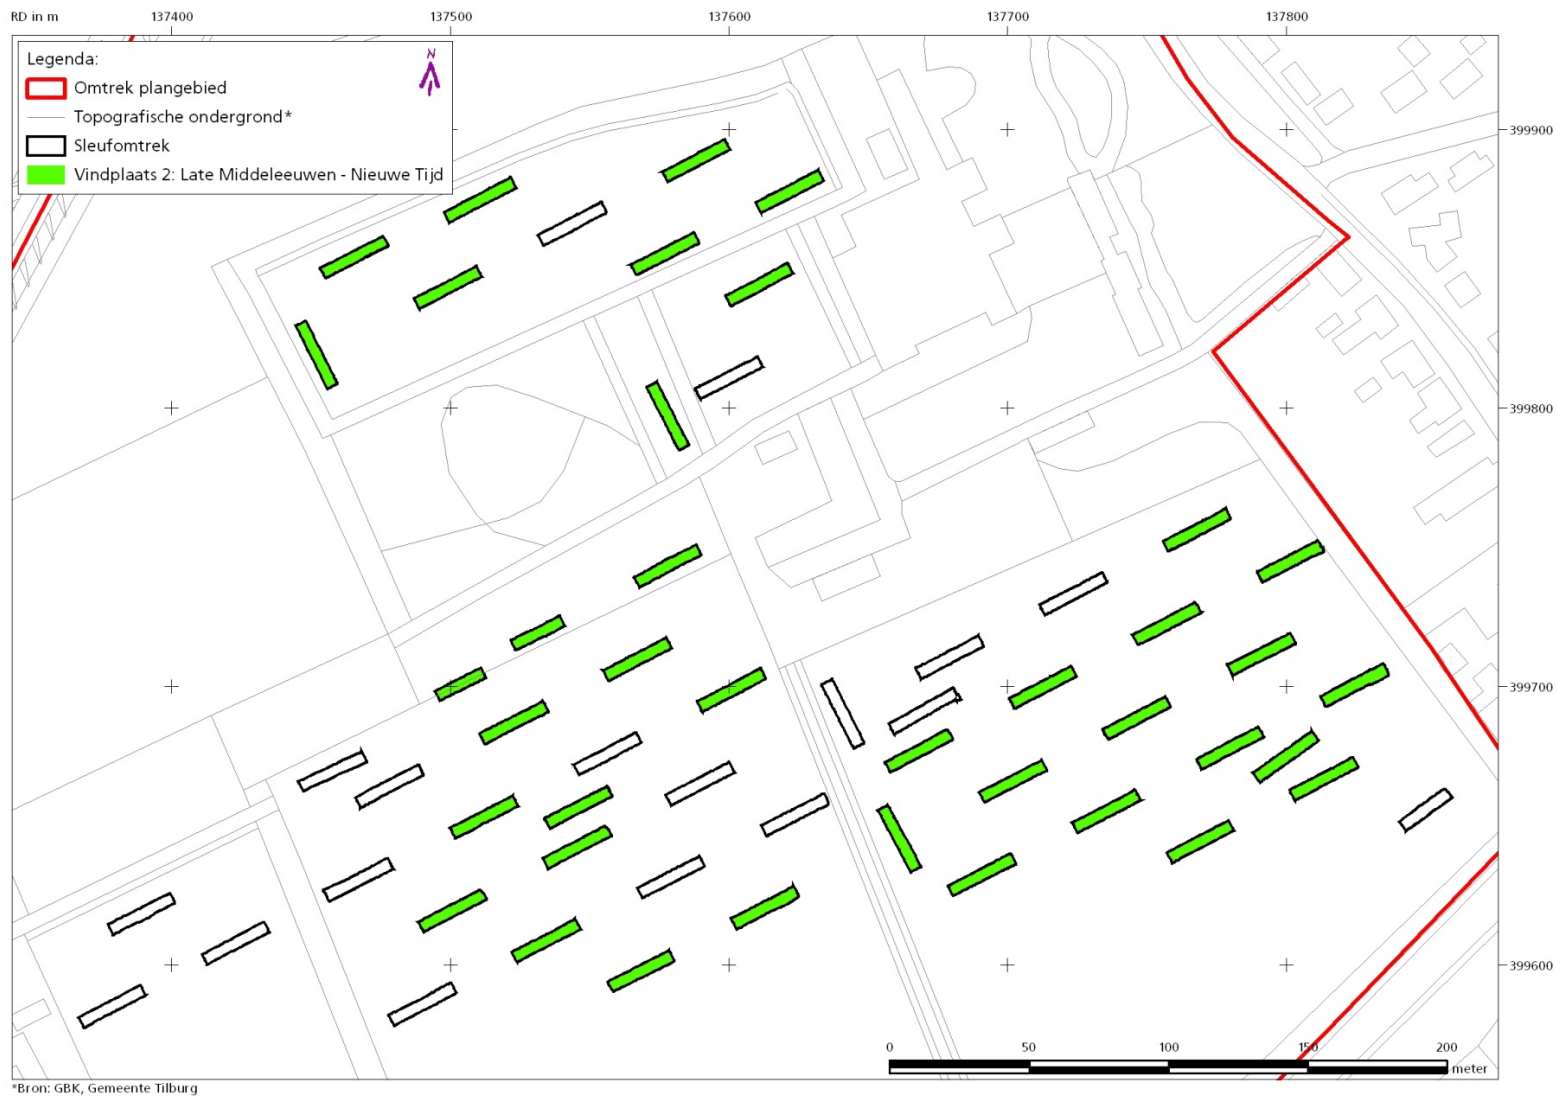 RD in m
137400
137500
137600
137700
137800
Legenda:
N
Omtrek plangebied
Topografische ondergrond*
Sleufomtrek
Vindplaats 2: Late Middeleeuwen - Nieuwe Tijd
399900
399800
399700
399600
0
50
100
150
200
meter
*Bron: GBK, Gemeente Tilburg